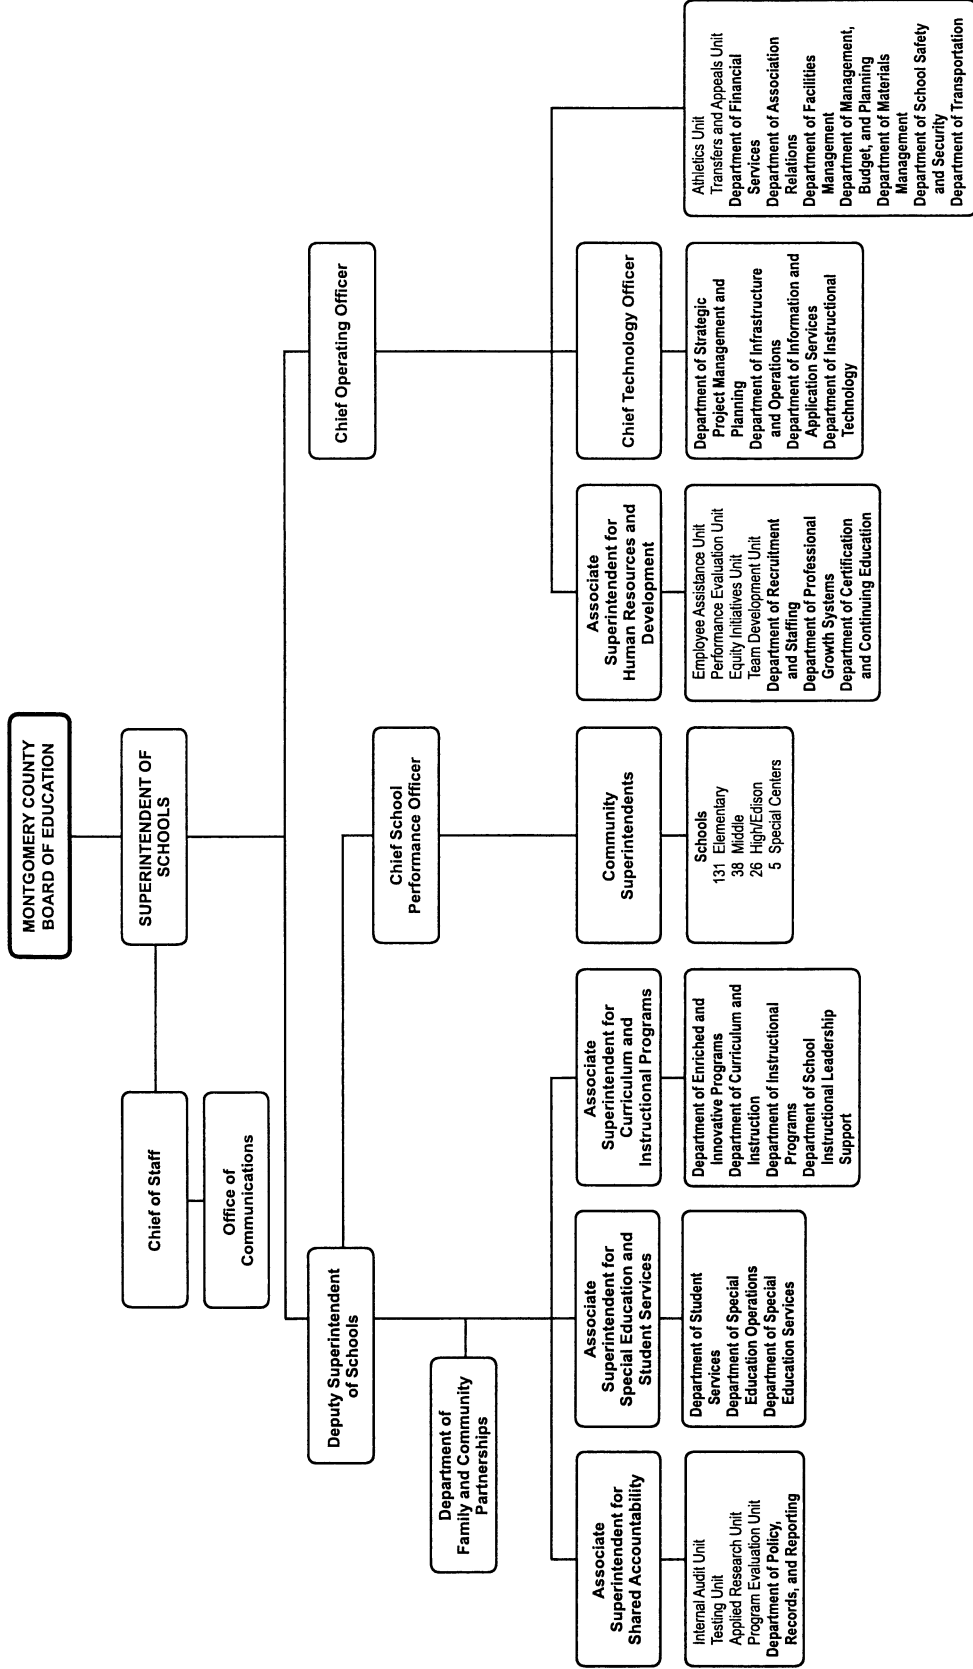 MONTGOMERY COUNTY
BOARD OF EDUCATION
SUPERINTENDENT OF
SCHOOLS
Chief of Staff
Office of
Communications
Deputy Superintendent
of Schools
Chief Operating Officer
Chief School
Performance Officer
Department of
Family and Community
Partnerships
Associate
Superintendent for
Shared Accountability
Associate
Superintendent for
Special Education and
Student Services
Associate
Superintendent for
Curriculum and
Instructional Programs
Community
Superintendents
Associate
Superintendent for
Human Resources and
Development
Chief Technology Officer
Internal Audit Unit
Testing Unit
Applied Research Unit
Program Evaluation Unit
Department of Policy,
Records, and Reporting
Department of Student
Services
Department of Special
Education Operations
Department of Special
Education Services
Department of Enriched and
Innovative Programs
Department of Curriculum and
Instruction
Department of Instructional
Programs
Department of School
Instructional Leadership
Support
Schools
131 Elementary
38 Middle
26 High/Edison
5 Special Centers
Employee Assistance Unit
Performance Evaluation Unit
Equity Initiatives Unit
Team Development Unit
Department of Recruitment
and Staffing
Department of Professional
Growth Systems
Department of Certification
and Continuing Education
Department of Strategic
Project Management and
Planning
Department of Infrastructure
and Operations
Department of Information and
Application Services
Department of Instructional
Technology
Athletics Unit
Transfers and Appeals Unit
Department of Financial
Services
Department of Association
Relations
Department of Facilities
Management
Department of Management,
Budget, and Planning
Department of Materials
Management
Department of School Safety
and Security
Department of Transportation